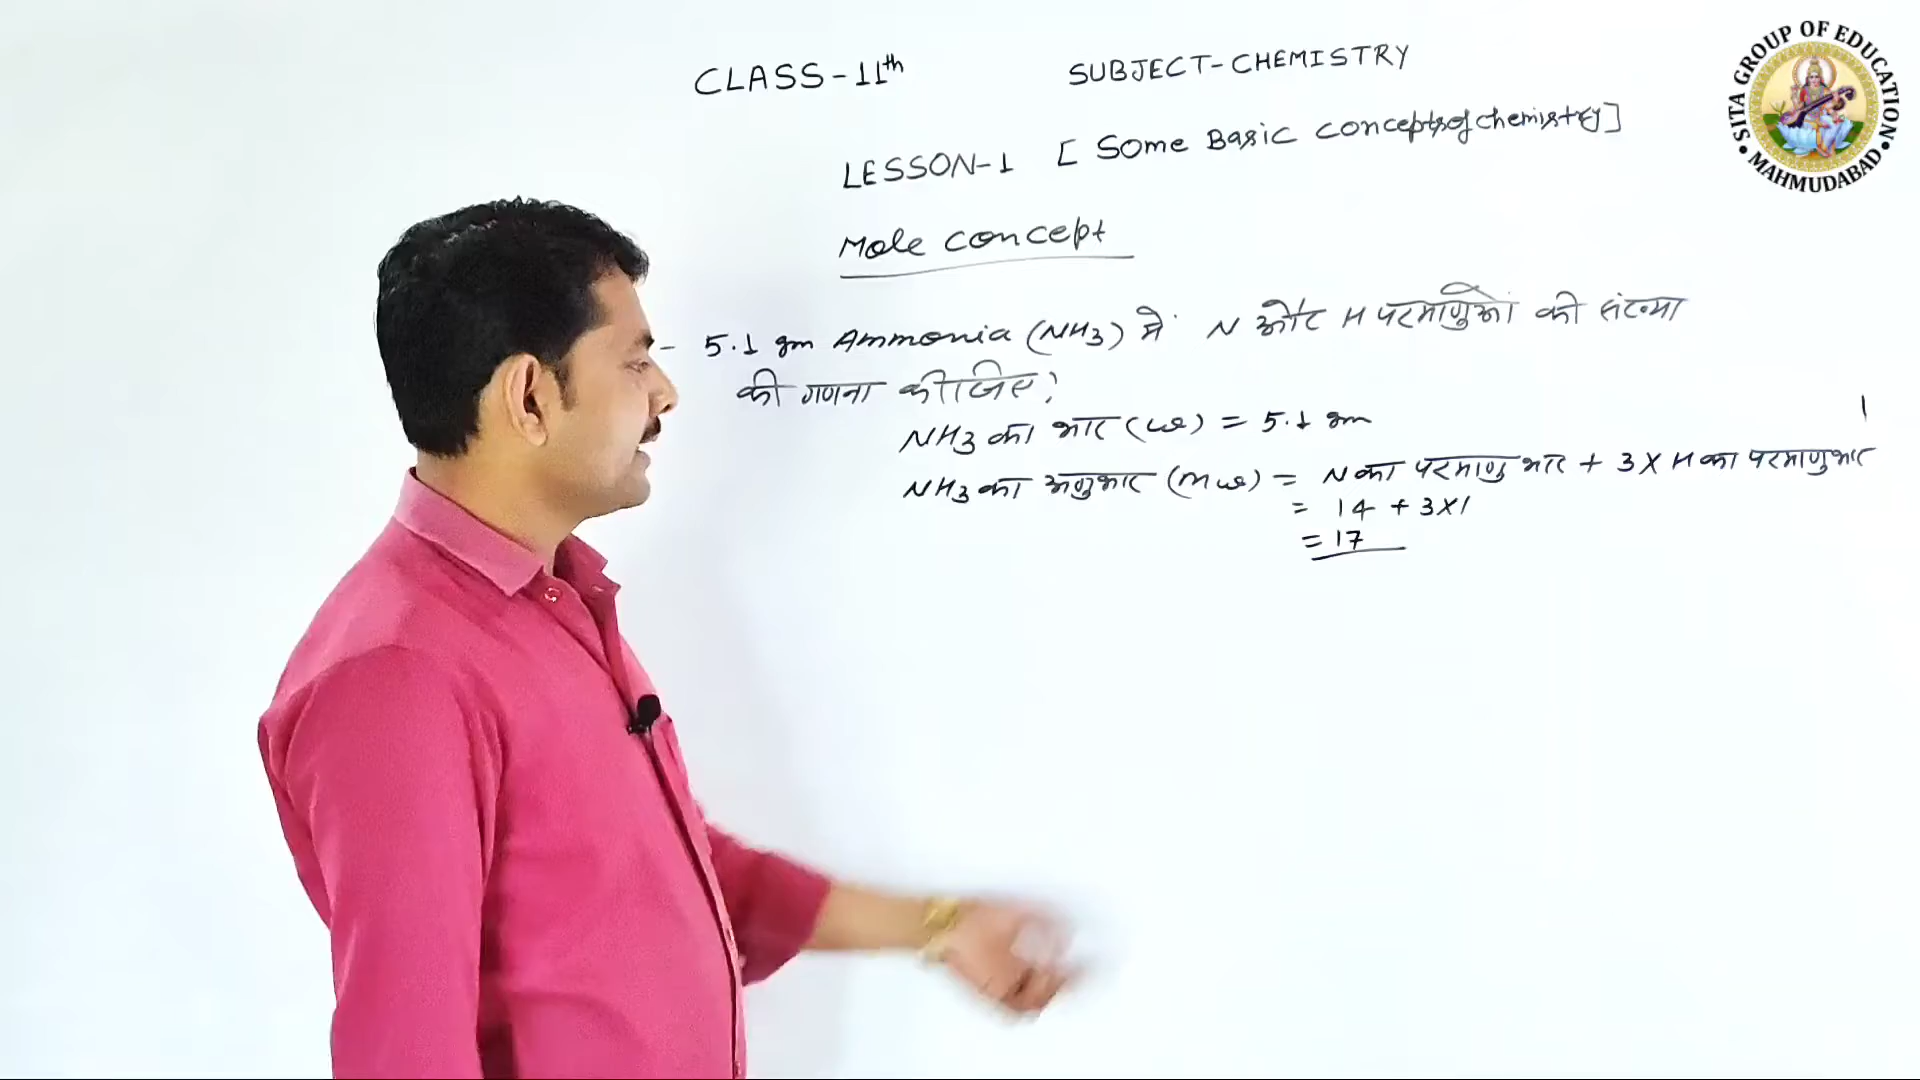 CLASS-11th SUBJECT-CHEMISTRY
LESSON-1 [Some Basic concepts of chemistry]
Mole concept
- 5.1 gm Ammonia (NH3) में N और H परमाणुओं की संख्या
की गणना कीजिए?
NH3 का भार (w) = 5.1 gm
NH3 का अणुभार (mw) = N का परमाणु भार + 3 X H का परमाणु भार
= 14 + 3X1
= 17
SITA GROUP OF EDUCATION
MAHMUDABAD